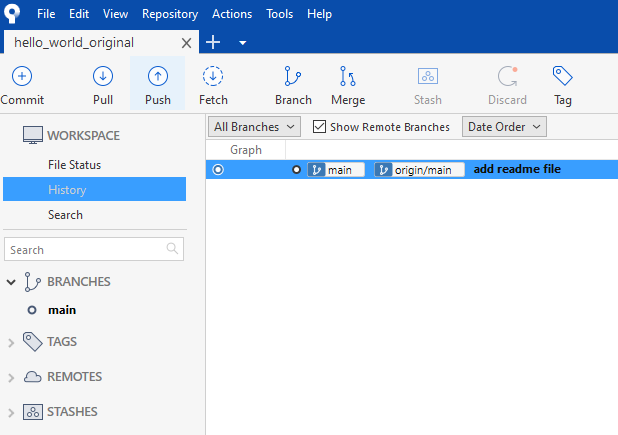 File Edit View Repository Actions Tools Help
hello_world_original
Commit Pull Push Fetch Branch Merge Stash Discard Tag
WORKSPACE
File Status
History
Search
Search
BRANCHES
main
TAGS
REMOTES
STASHES
All Branches Show Remote Branches Date Order
Graph
main origin/main add readme file